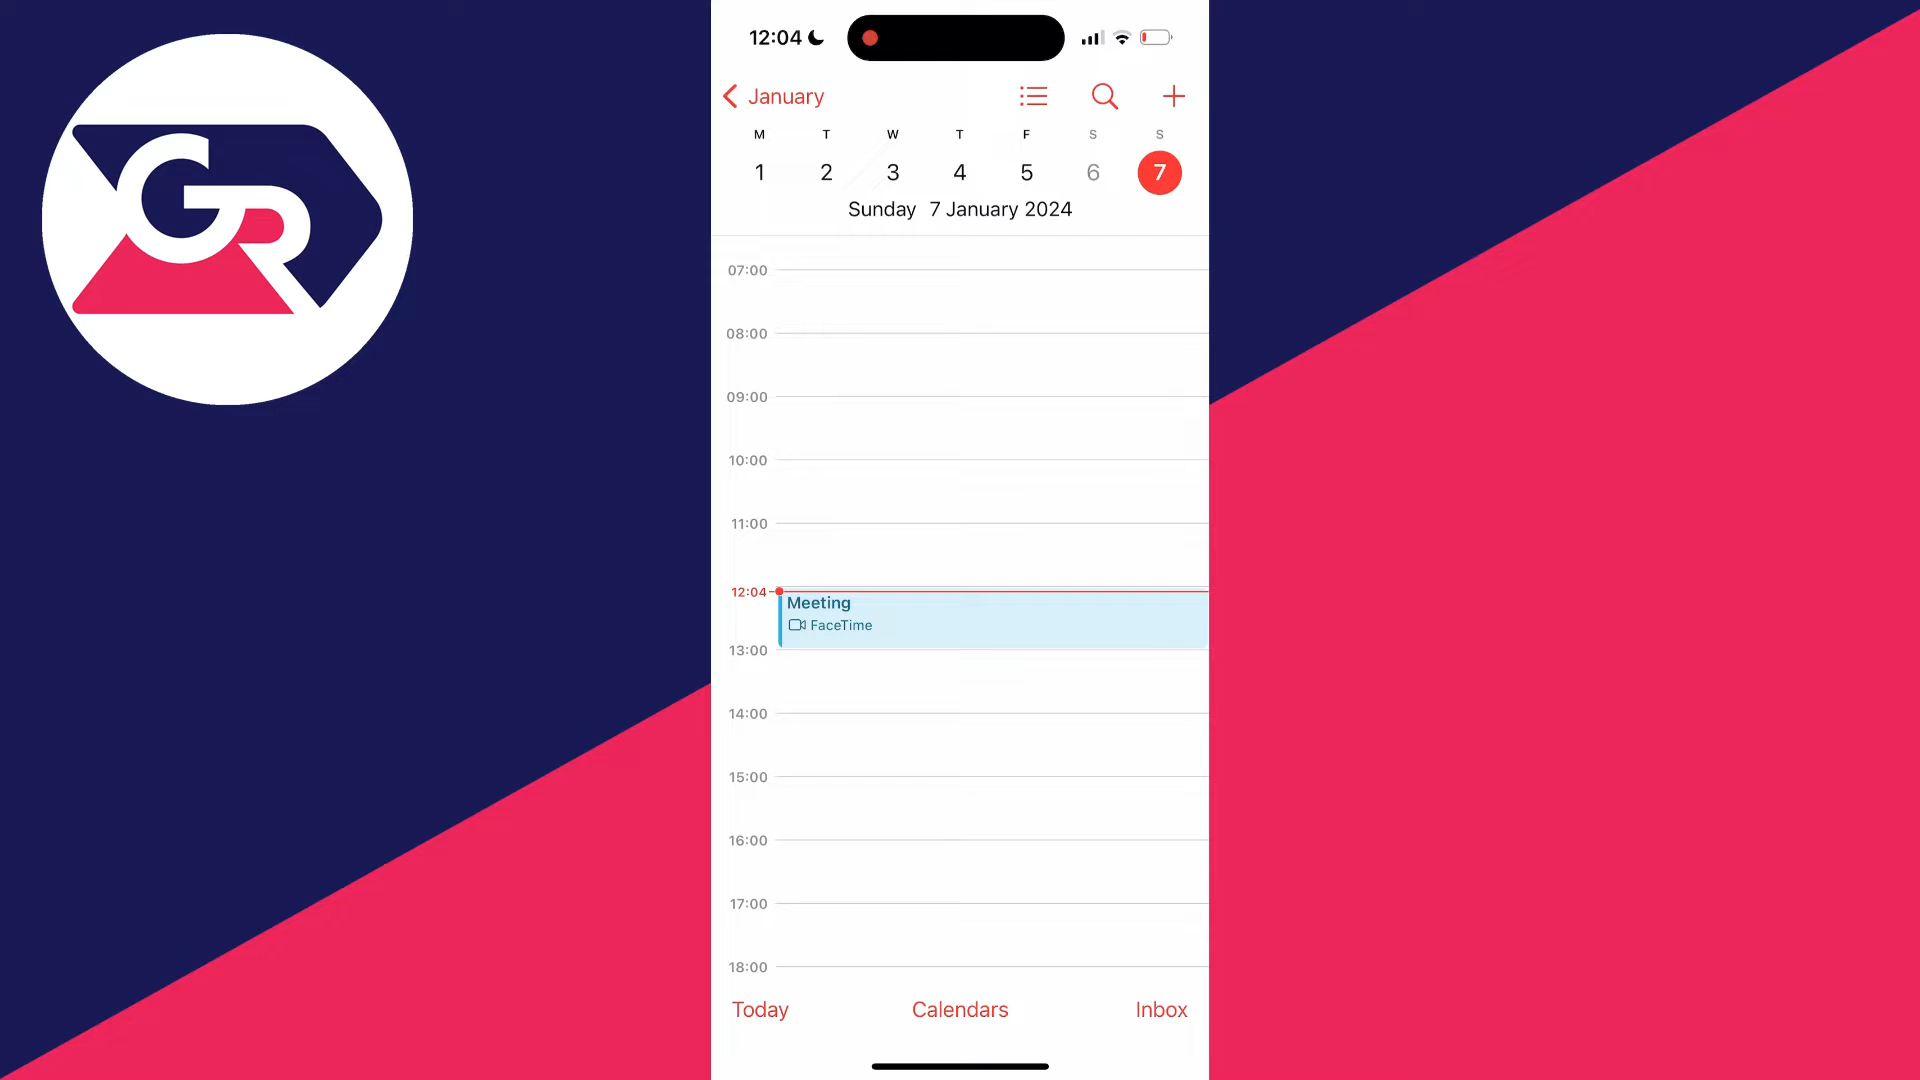 GR
12:04
January
M T W T F S S
1 2 3 4 5 6 7
Sunday 7 January 2024
07:00
08:00
09:00
10:00
11:00
12:04
Meeting
FaceTime
13:00
14:00
15:00
16:00
17:00
18:00
Today Calendars Inbox